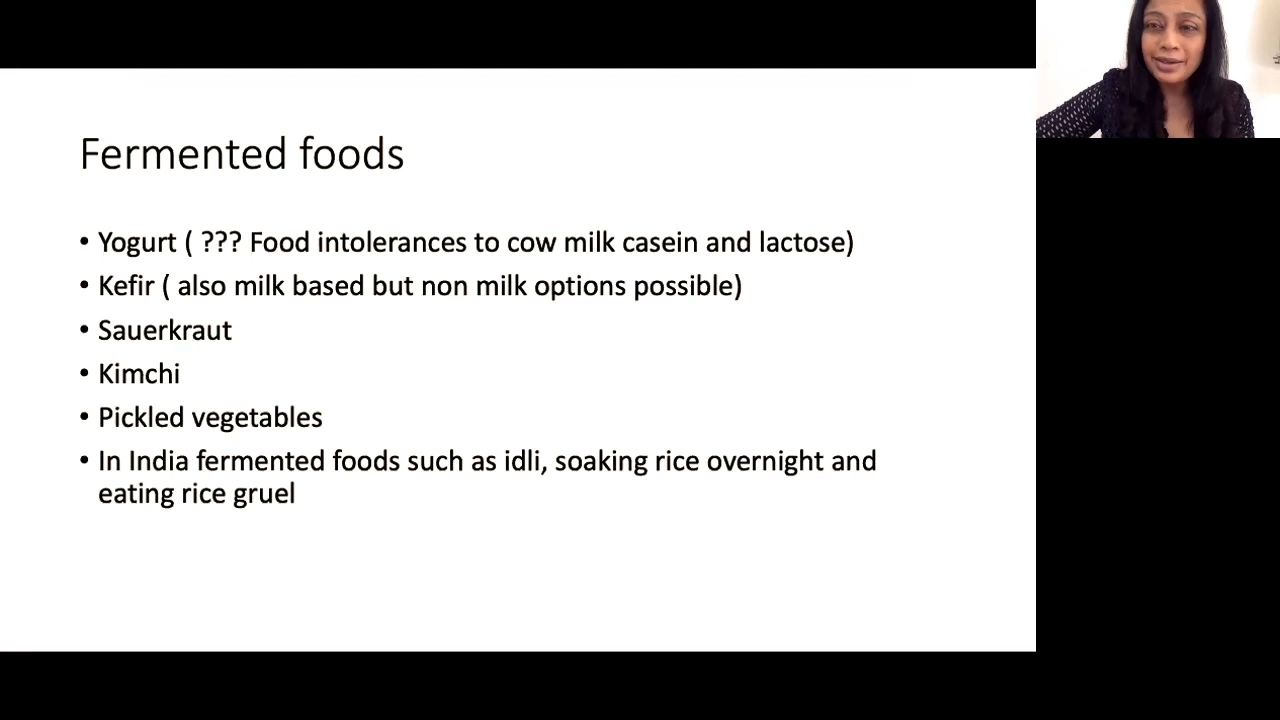 Fermented foods
• Yogurt ( ??? Food intolerances to cow milk casein and lactose)
• Kefir ( also milk based but non milk options possible)
• Sauerkraut
• Kimchi
• Pickled vegetables
• In India fermented foods such as idli, soaking rice overnight and
eating rice gruel